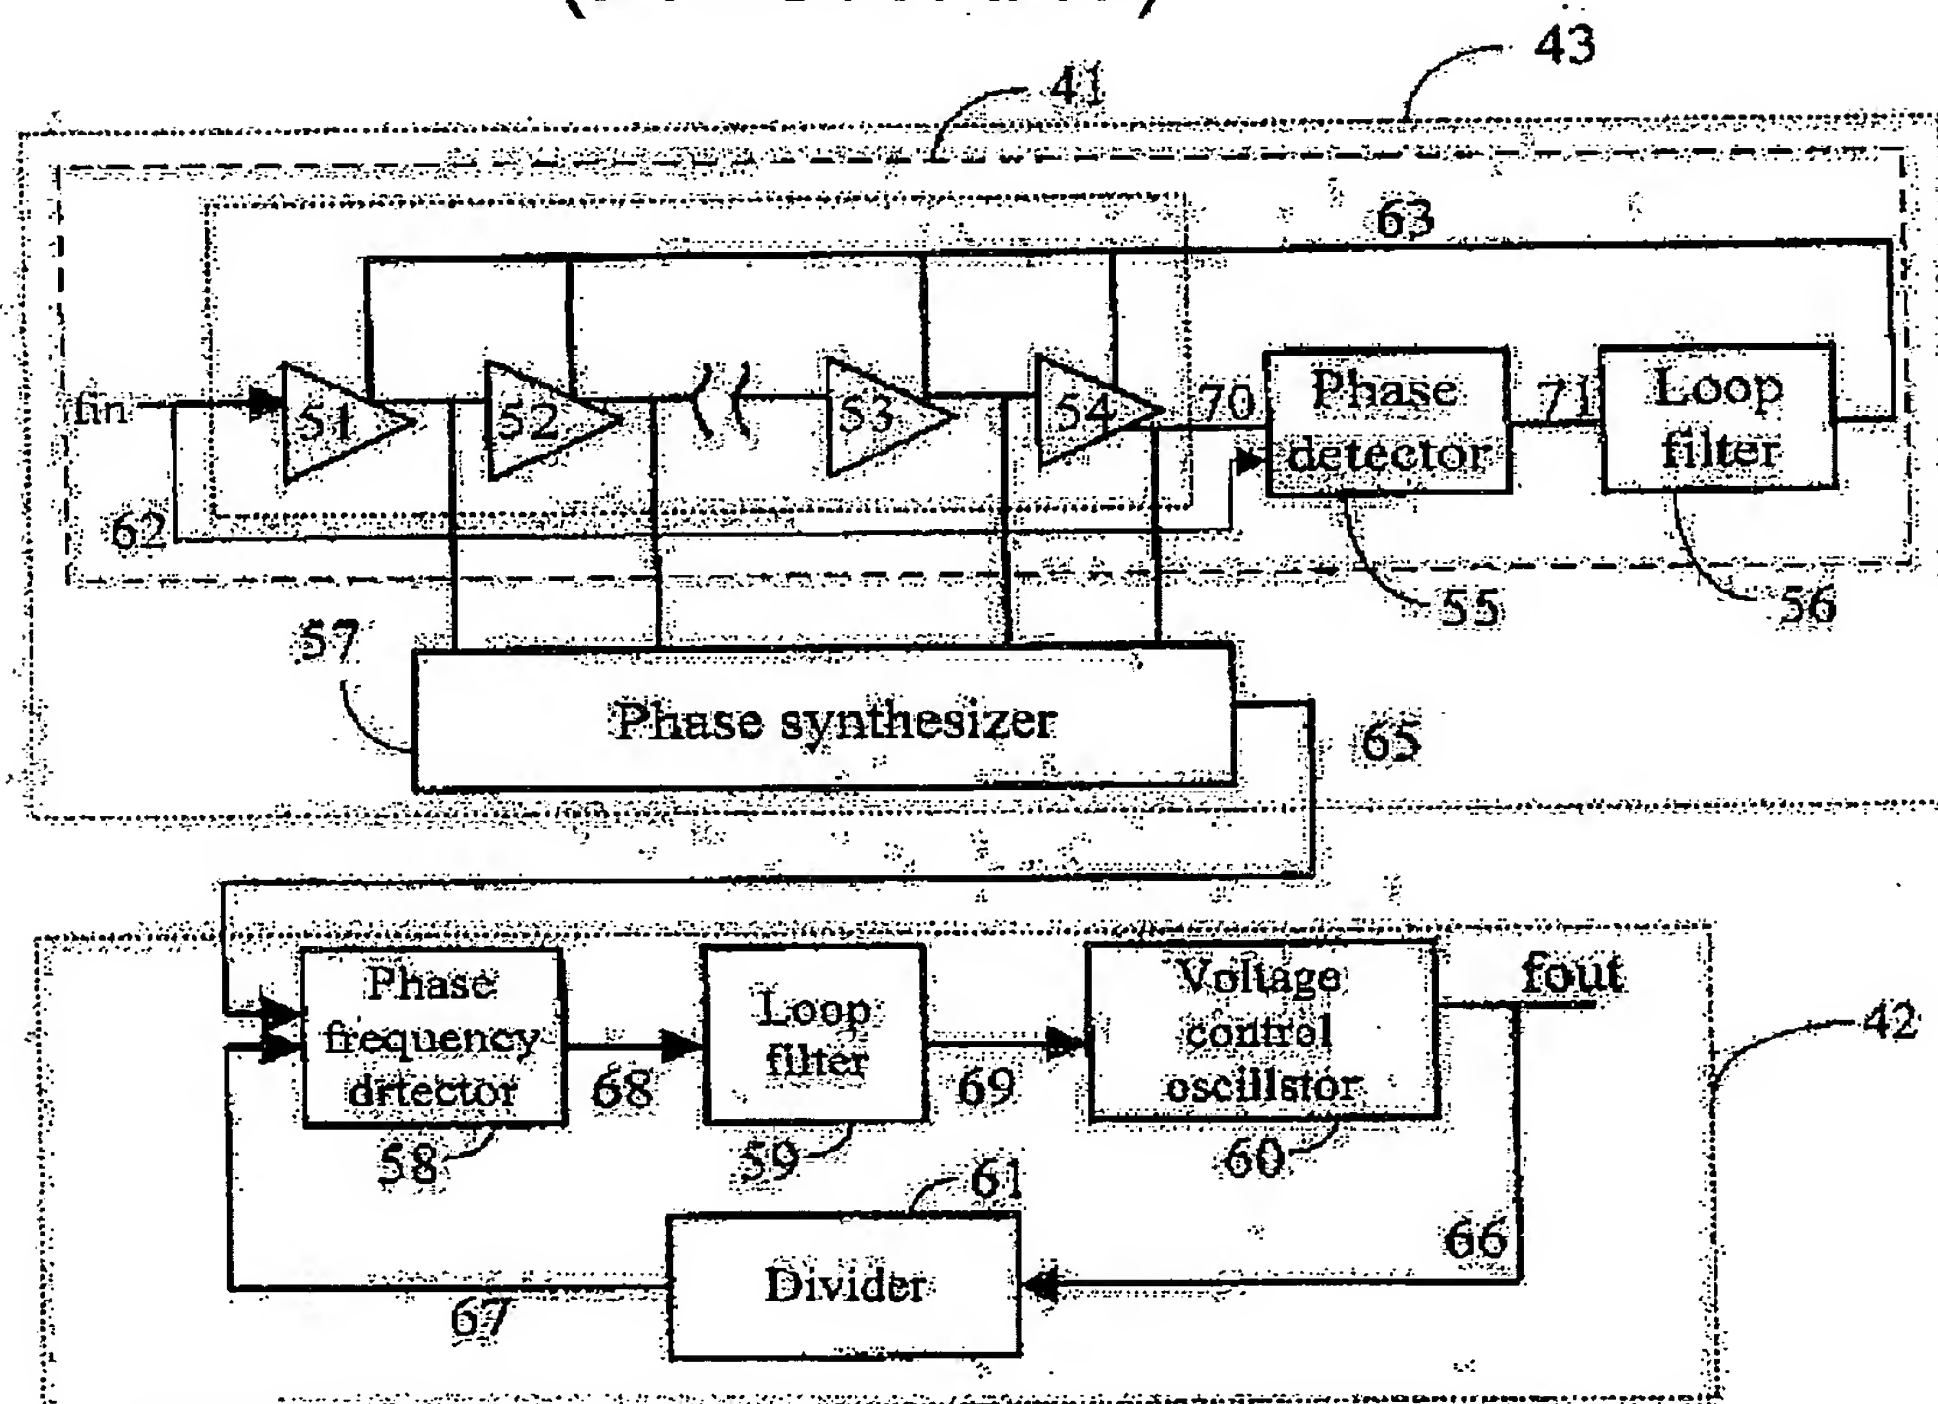 43
41
63
fin
51
52
53
54
70
Phase
detector
71
Loop
filter
62
55
56
57
Phase synthesizer
65
Phase
frequency
drtector
58
68
Loop
filter
59
69
Voltage
control
oscillstor
60
fout
42
61
Divider
66
67